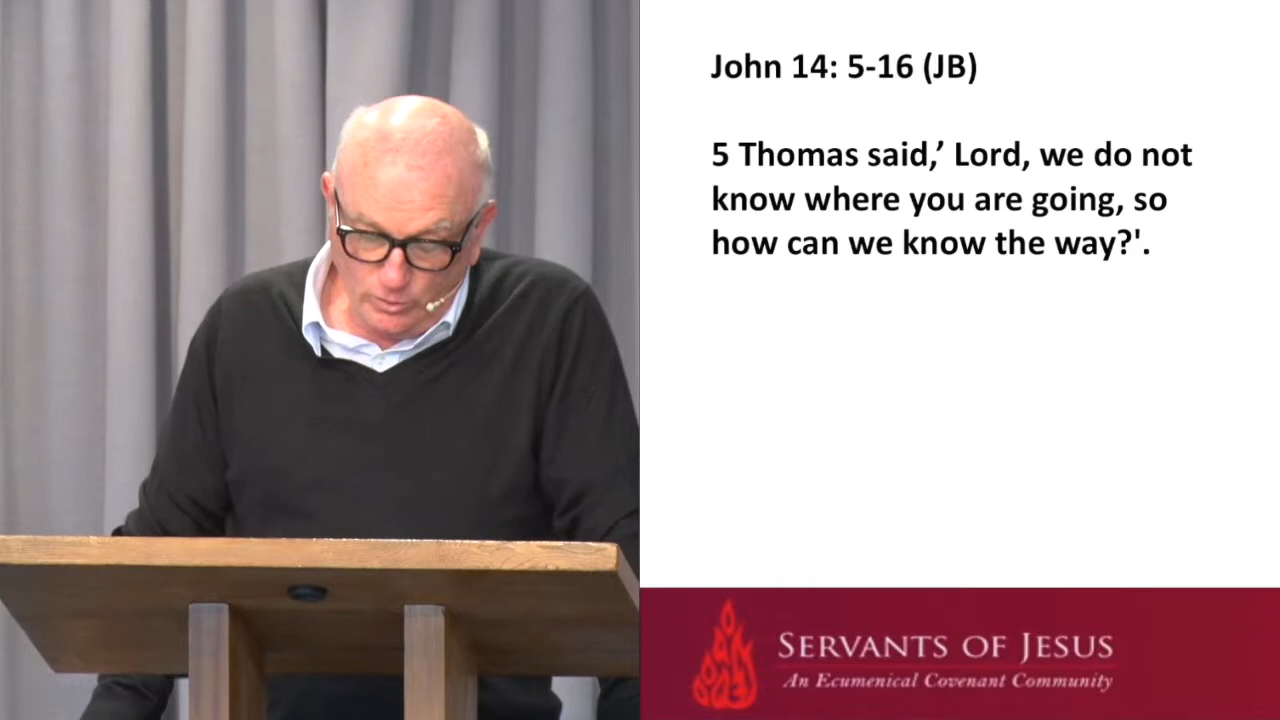 John 14: 5-16 (JB)
5 Thomas said,’ Lord, we do not
know where you are going, so
how can we know the way?'.
SERVANTS OF JESUS
An Ecumenical Covenant Community